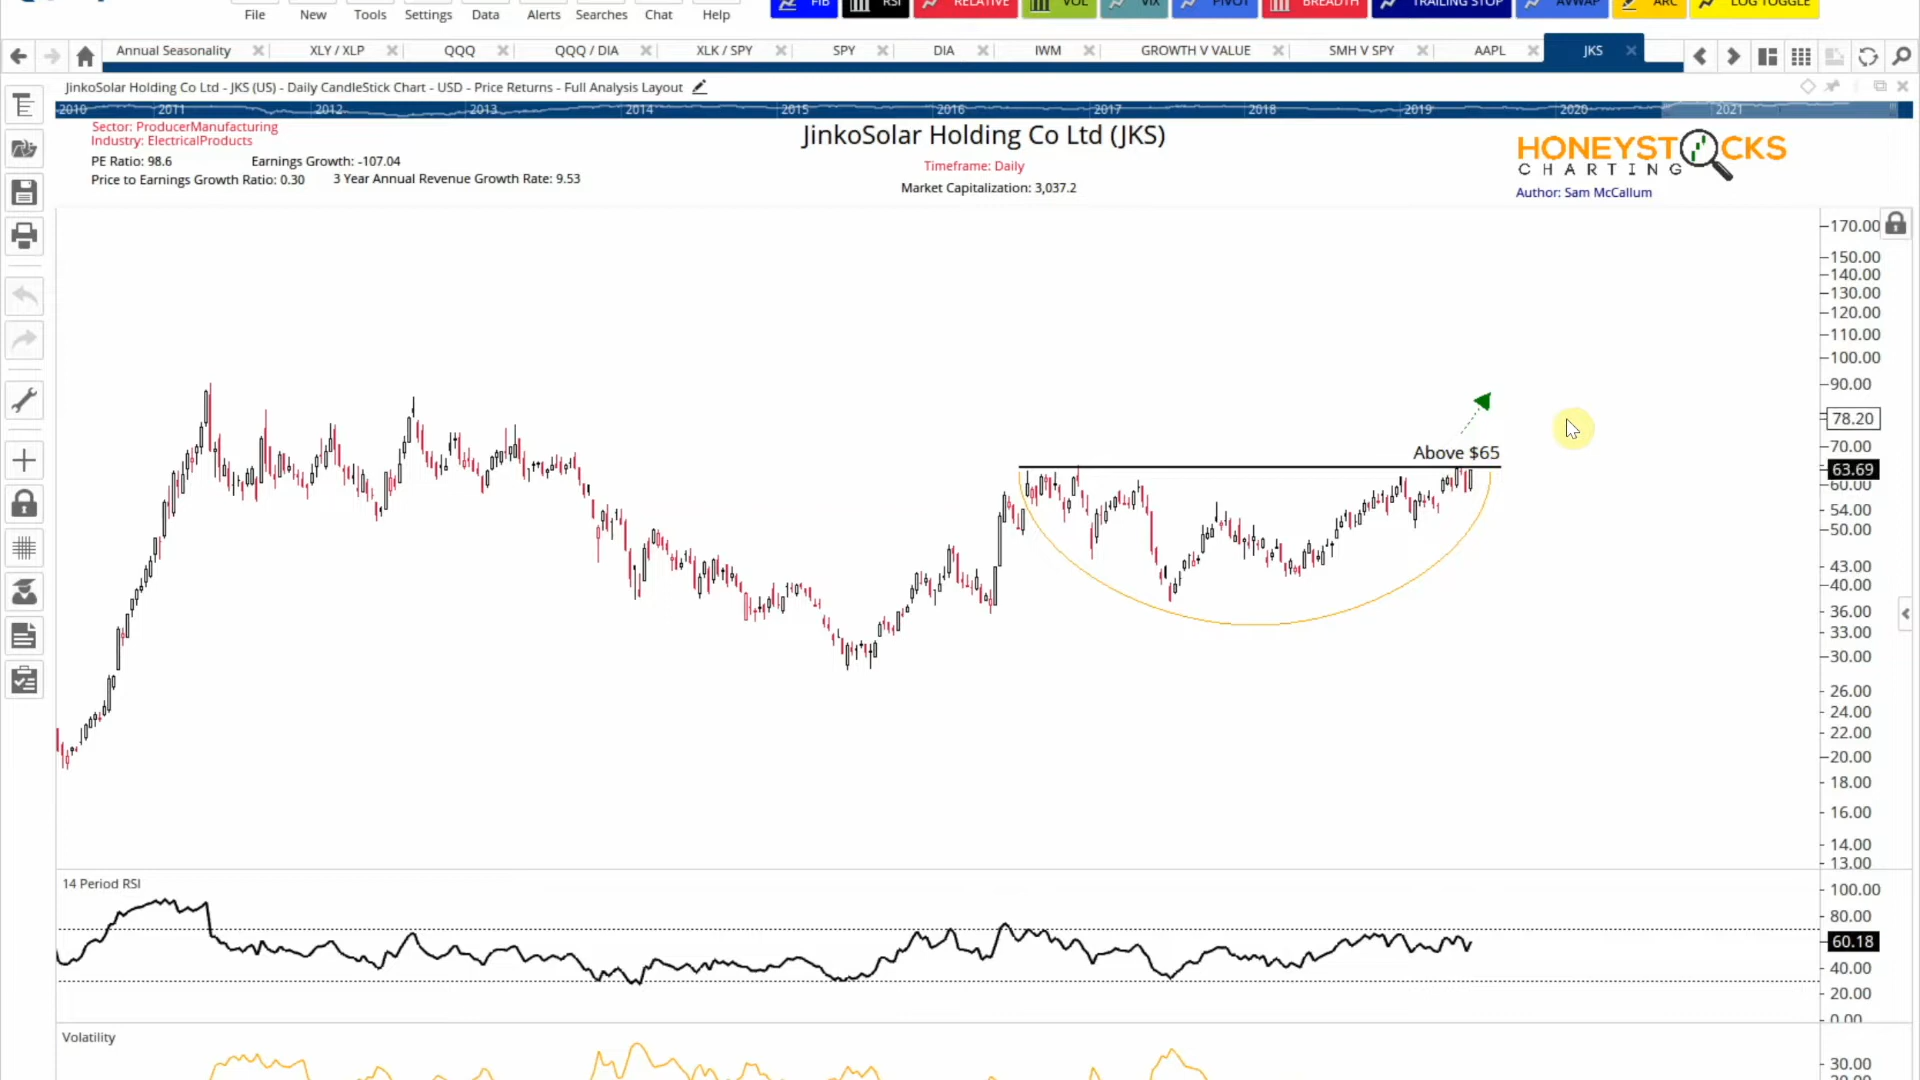 FIB RSI RELATIVE VOL VIX PIVOT BREADTH TRAILING STOP AVWAP ARC LOG TOGGLE
File New Tools Settings Data Alerts Searches Chat Help
Annual Seasonality XLY / XLP QQQ QQQ / DIA XLK / SPY SPY DIA IWM GROWTH V VALUE SMH V SPY AAPL JKS
JinkoSolar Holding Co Ltd - JKS (US) - Daily CandleStick Chart - USD - Price Returns - Full Analysis Layout
2010 2011 2012 2013 2014 2015 2016 2017 2018 2019 2020 2021
Sector: ProducerManufacturing
Industry: ElectricalProducts
PE Ratio: 98.6 Earnings Growth: -107.04
Price to Earnings Growth Ratio: 0.30 3 Year Annual Revenue Growth Rate: 9.53
JinkoSolar Holding Co Ltd (JKS)
Timeframe: Daily
Market Capitalization: 3,037.2
HONEYSTOCKS
CHARTING
Author: Sam McCallum
170.00
150.00
140.00
130.00
120.00
110.00
100.00
90.00
78.20
70.00
Above $65
63.69
60.00
54.00
50.00
43.00
40.00
36.00
33.00
30.00
26.00
24.00
22.00
20.00
18.00
16.00
14.00
13.00
14 Period RSI
100.00
80.00
60.18
40.00
20.00
0.00
Volatility
30.00